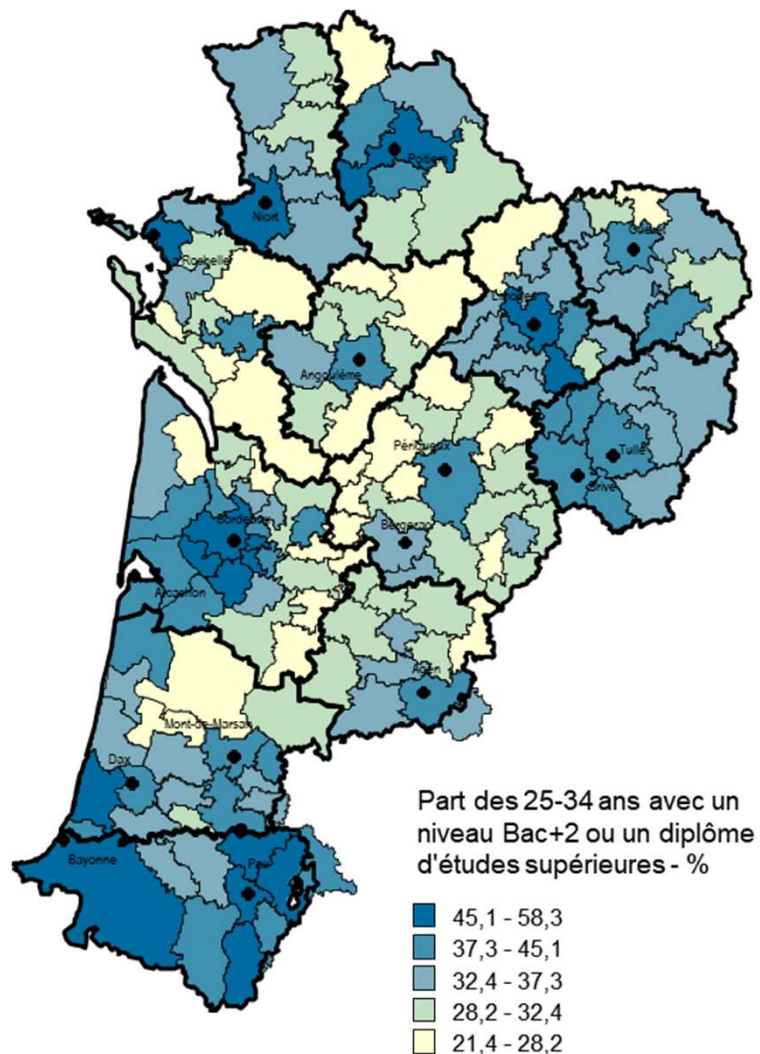 Poitiers
Niort
Rochelle
Guéret
Limoges
Angoulême
Périgueux
Tulle
Brive
Bordeaux
Bergerac
Arcachon
Agen
Mont-de-Marsan
Dax
Bayonne
Pau
Part des 25-34 ans avec un
niveau Bac+2 ou un diplôme
d'études supérieures - %
45,1 - 58,3
37,3 - 45,1
32,4 - 37,3
28,2 - 32,4
21,4 - 28,2